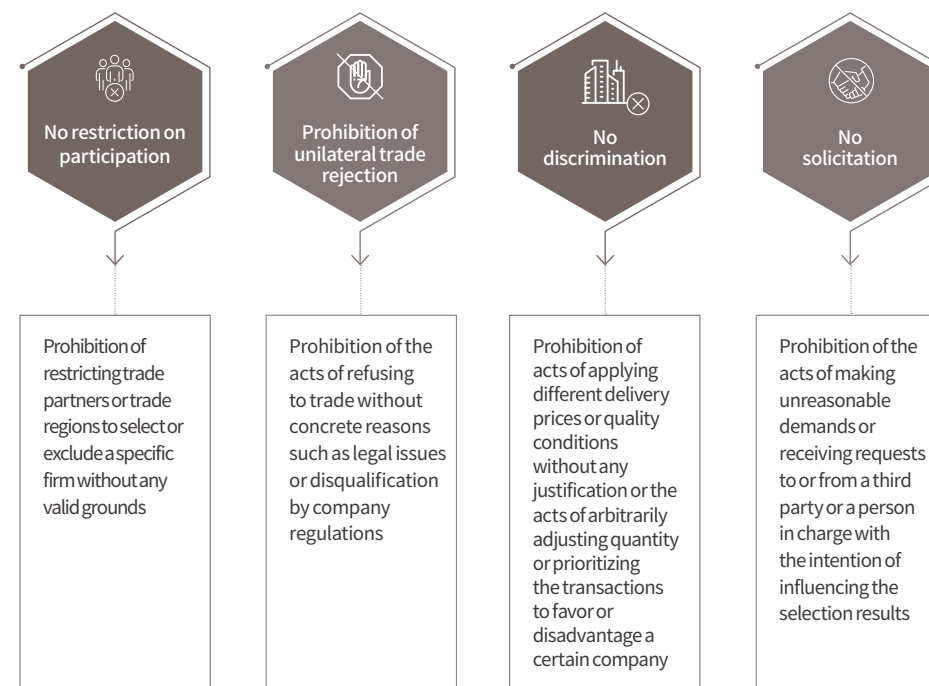 No restriction on
participation
Prohibition of
restricting trade
partners or trade
regions to select or
exclude a specific
firm without any
valid grounds
Prohibition of
unilateral trade
rejection
Prohibition of the
acts of refusing
to trade without
concrete reasons
such as legal issues
or disqualification
by company
regulations
No
discrimination
Prohibition of
acts of applying
different delivery
prices or quality
conditions
without any
justification or the
acts of arbitrarily
adjusting quantity
or prioritizing
the transactions
to favor or
disadvantage a
certain company
No
solicitation
Prohibition of the
acts of making
unreasonable
demands or
receiving requests
to or from a third
party or a person
in charge with
the intention of
influencing the
selection results